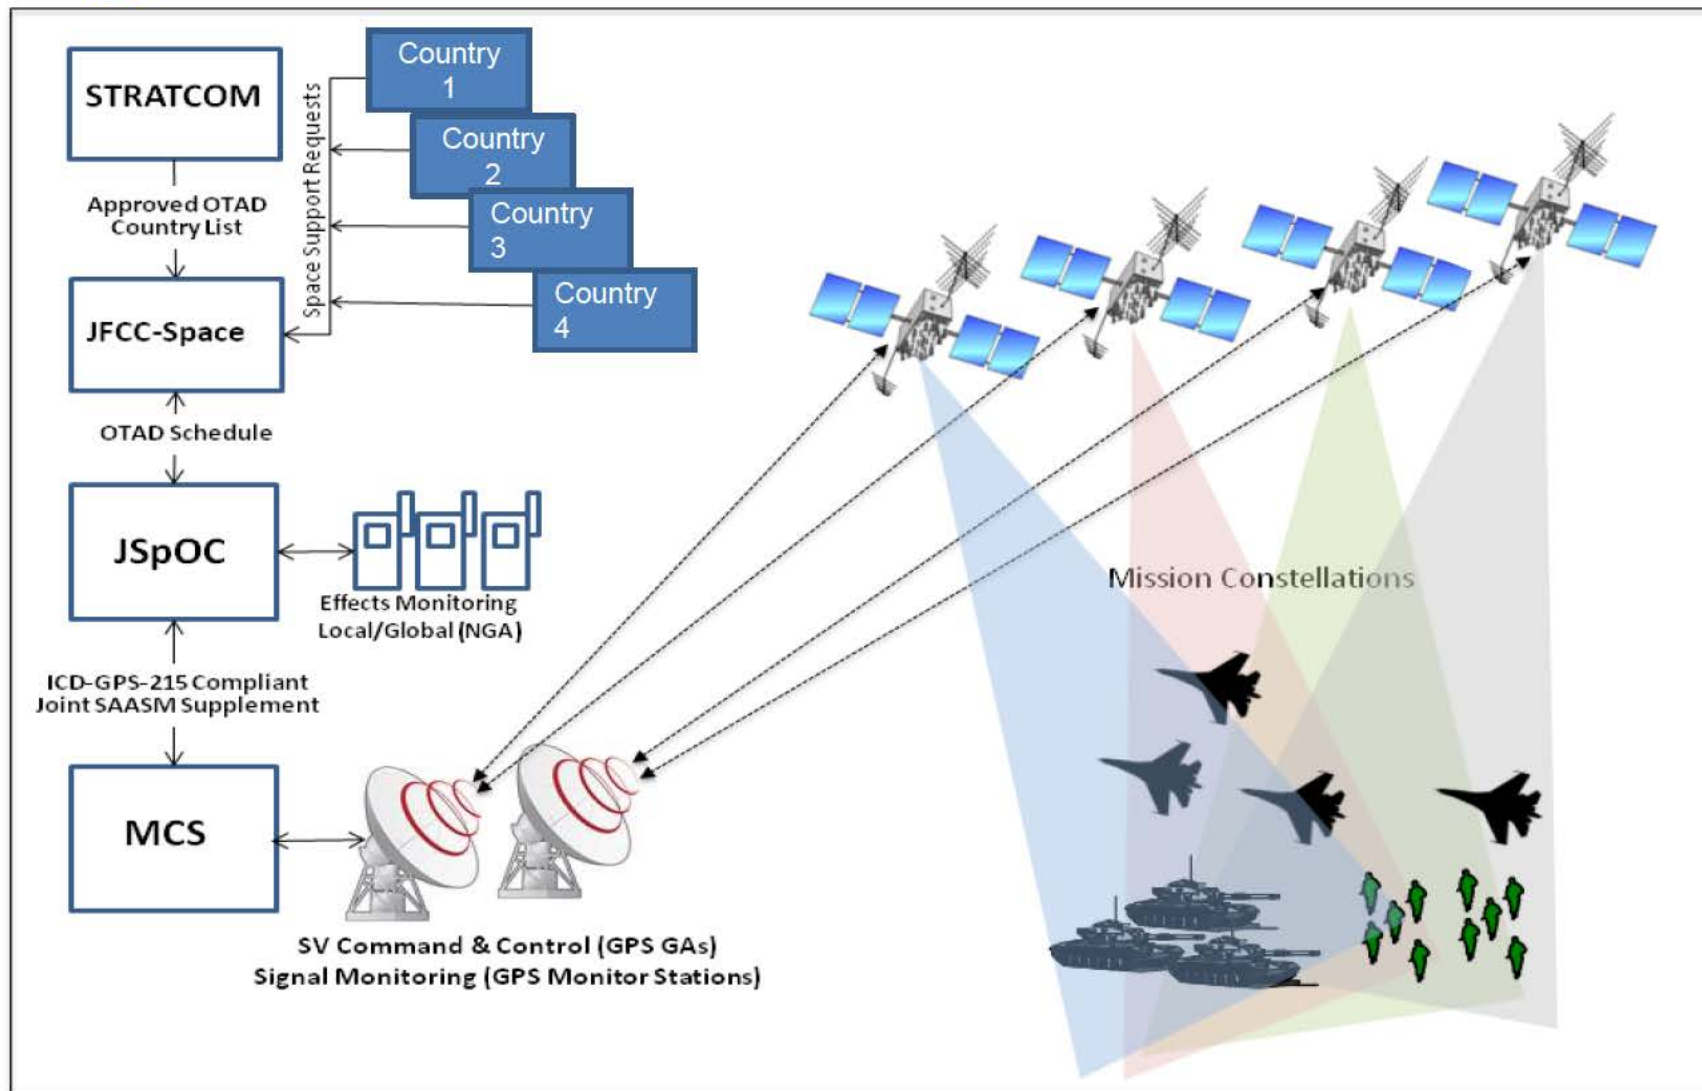 STRATCOM
Approved OTAD
Country List
JFCC-Space
Space Support Requests
Country
1
Country
2
Country
3
Country
4
OTAD Schedule
JSpOC
Effects Monitoring
Local/Global (NGA)
ICD-GPS-215 Compliant
Joint SAASM Supplement
MCS
SV Command & Control (GPS GAs)
Signal Monitoring (GPS Monitor Stations)
Mission Constellations